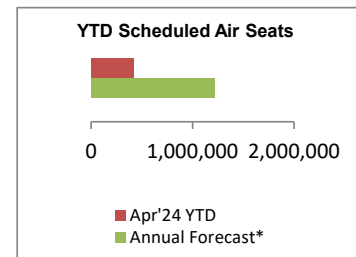 YTD Scheduled Air Seats
0 1,000,000 2,000,000
Apr'24 YTD
Annual Forecast*